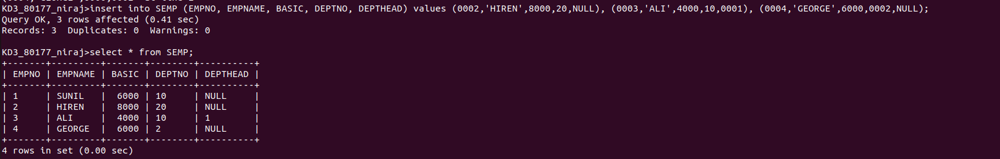 KD3_80177_niraj>insert into SEMP (EMPNO, EMPNAME, BASIC, DEPTNO, DEPTHEAD) values (0002,'HIREN',8000,20,NULL), (0003,'ALI',4000,10,0001), (0004,'GEORGE',6000,0002,NULL);
Query OK, 3 rows affected (0.41 sec)
Records: 3  Duplicates: 0  Warnings: 0

KD3_80177_niraj>select * from SEMP;
+-------+---------+-------+--------+----------+
| EMPNO | EMPNAME | BASIC | DEPTNO | DEPTHEAD |
+-------+---------+-------+--------+----------+
| 1     | SUNIL   |  6000 | 10     | NULL     |
| 2     | HIREN   |  8000 | 20     | NULL     |
| 3     | ALI     |  4000 | 10     | 1        |
| 4     | GEORGE  |  6000 | 2      | NULL     |
+-------+---------+-------+--------+----------+
4 rows in set (0.00 sec)